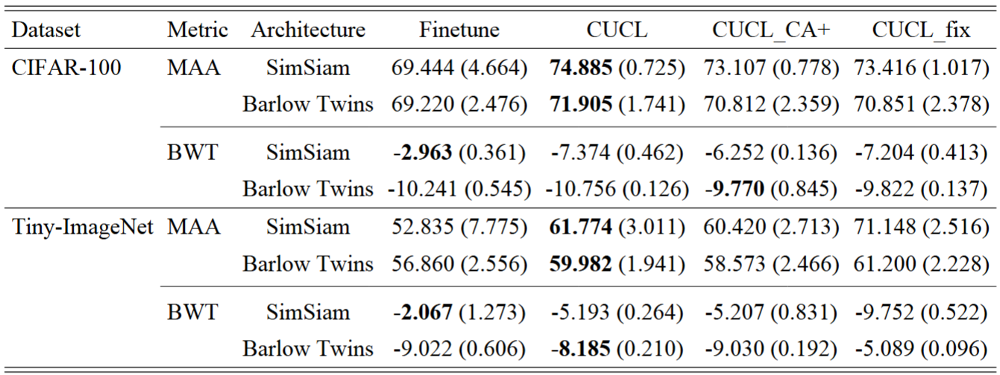 Dataset Metric Architecture Finetune CUCL CUCL_CA+ CUCL_fix
CIFAR-100 MAA SimSiam 69.444 (4.664) 74.885 (0.725) 73.107 (0.778) 73.416 (1.017)
Barlow Twins 69.220 (2.476) 71.905 (1.741) 70.812 (2.359) 70.851 (2.378)
BWT SimSiam -2.963 (0.361) -7.374 (0.462) -6.252 (0.136) -7.204 (0.413)
Barlow Twins -10.241 (0.545) -10.756 (0.126) -9.770 (0.845) -9.822 (0.137)
Tiny-ImageNet MAA SimSiam 52.835 (7.775) 61.774 (3.011) 60.420 (2.713) 71.148 (2.516)
Barlow Twins 56.860 (2.556) 59.982 (1.941) 58.573 (2.466) 61.200 (2.228)
BWT SimSiam -2.067 (1.273) -5.193 (0.264) -5.207 (0.831) -9.752 (0.522)
Barlow Twins -9.022 (0.606) -8.185 (0.210) -9.030 (0.192) -5.089 (0.096)